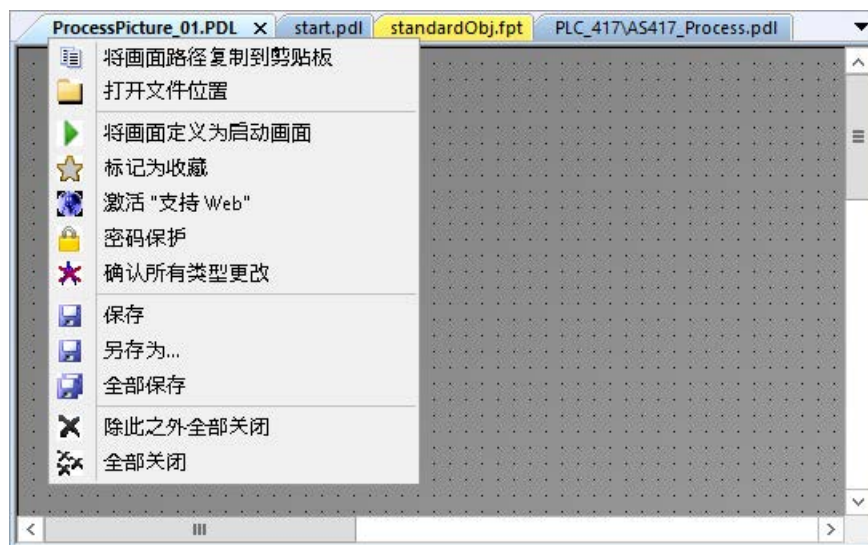 ProcessPicture_01.PDL
start.pdl
standardObj.fpt
PLC_417\AS417_Process.pdl
将画面路径复制到剪贴板
打开文件位置
将画面定义为启动画面
标记为收藏
激活 "支持 Web"
密码保护
确认所有类型更改
保存
另存为...
全部保存
除此之外全部关闭
全部关闭